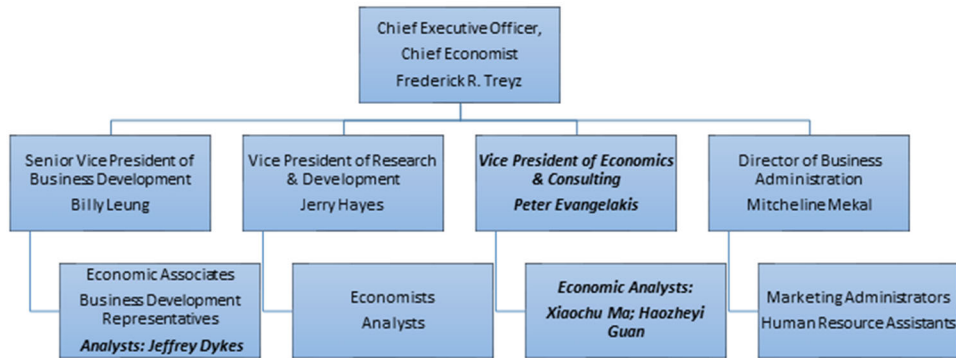 Chief Executive Officer,
Chief Economist
Frederick R. Treyz
Senior Vice President of
Business Development
Billy Leung
Vice President of Research
& Development
Jerry Hayes
Vice President of Economics
& Consulting
Peter Evangelakis
Director of Business
Administration
Mitcheline Mekal
Economic Associates
Business Development
Representatives
Analysts: Jeffrey Dykes
Economists
Analysts
Economic Analysts:
Xiaochu Ma; Haozheyi
Guan
Marketing Administrators
Human Resource Assistants